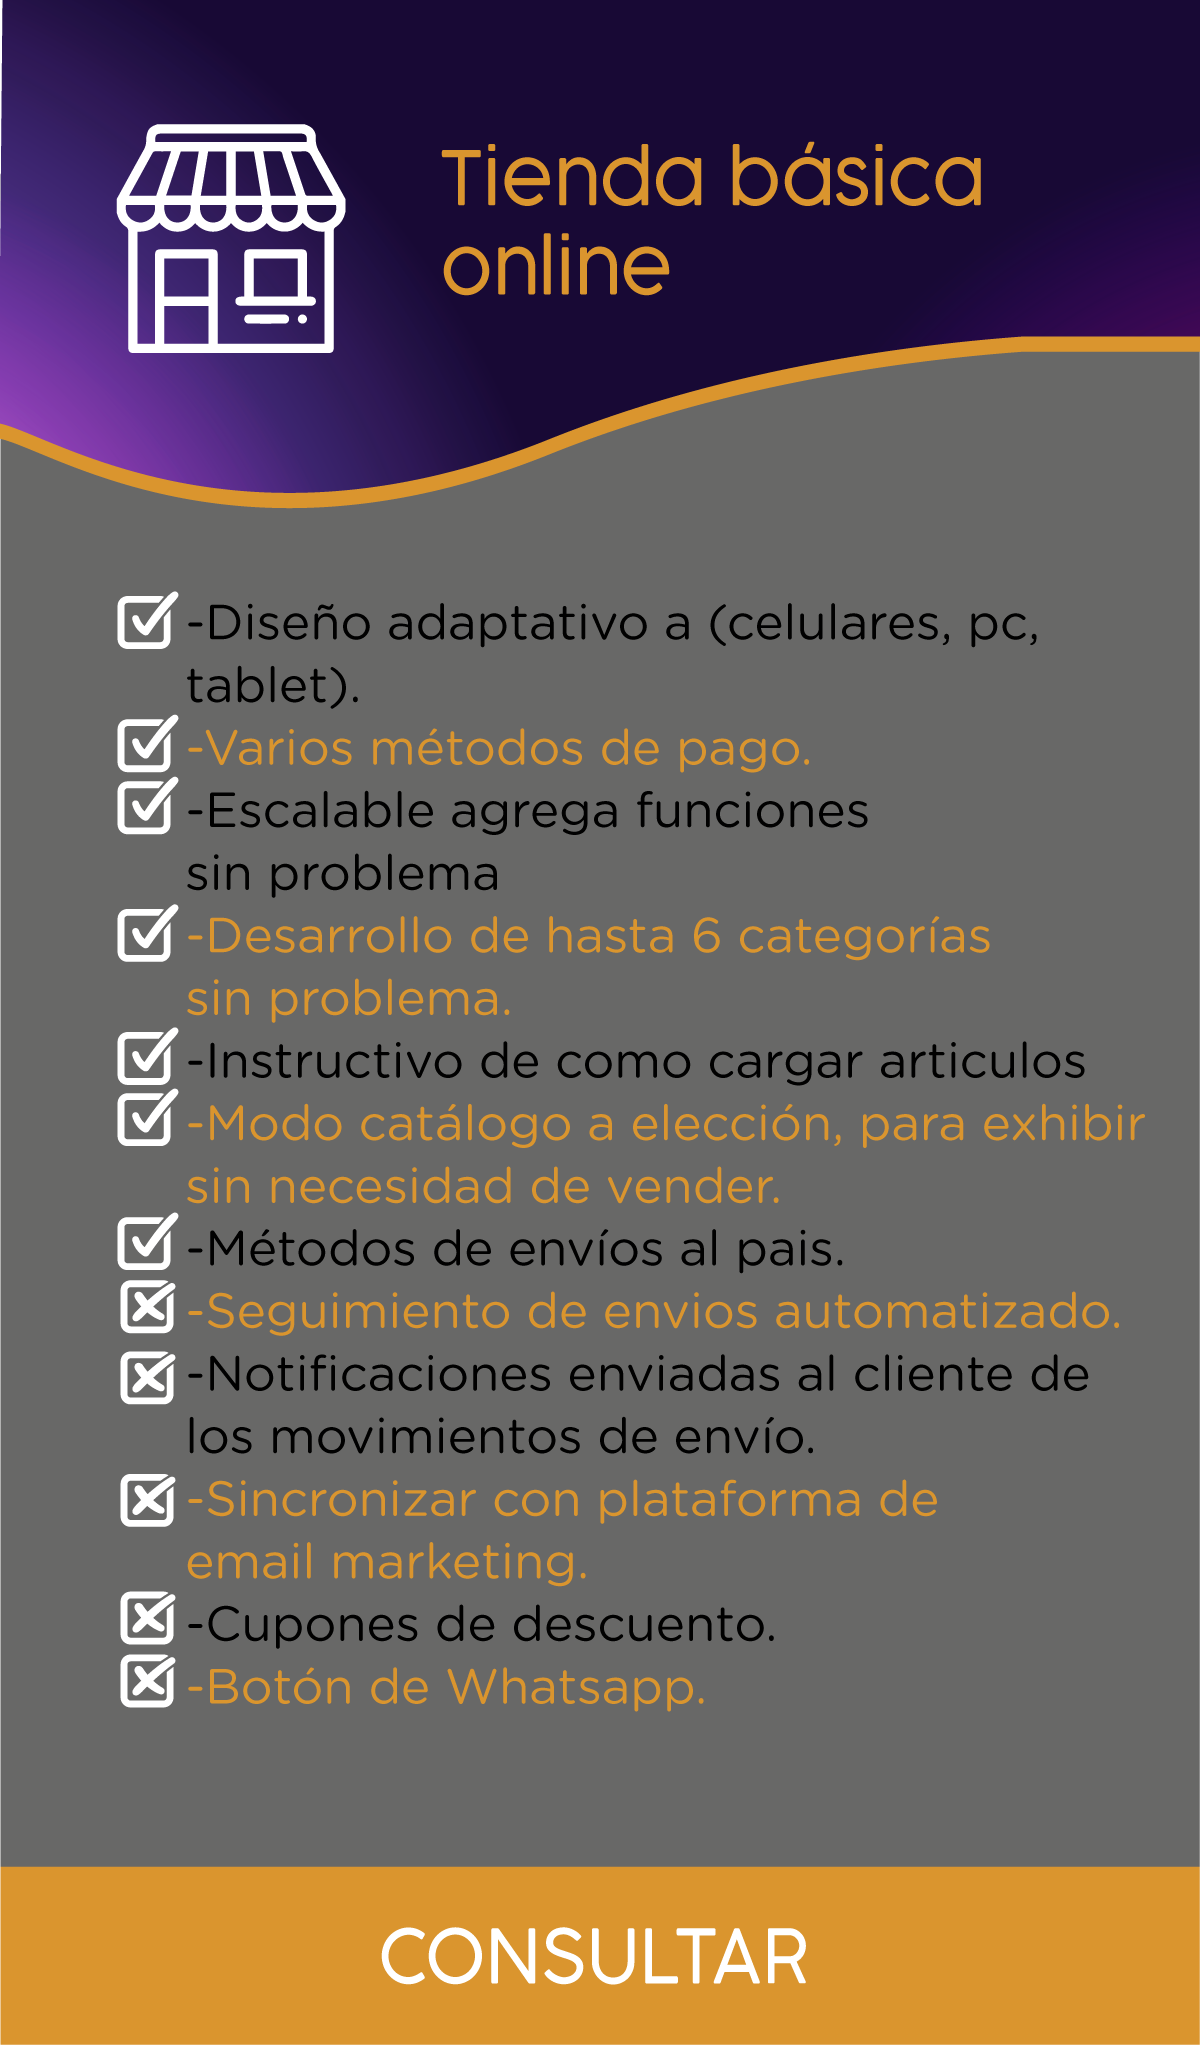 Tienda básica
online
-Diseño adaptativo a (celulares, pc,
tablet).
-Varios métodos de pago.
-Escalable agrega funciones
sin problema
-Desarrollo de hasta 6 categorías
sin problema.
-Instructivo de como cargar articulos
-Modo catálogo a elección, para exhibir
sin necesidad de vender.
-Métodos de envíos al pais.
-Seguimiento de envios automatizado.
-Notificaciones enviadas al cliente de
los movimientos de envío.
-Sincronizar con plataforma de
email marketing.
-Cupones de descuento.
-Botón de Whatsapp.
CONSULTAR